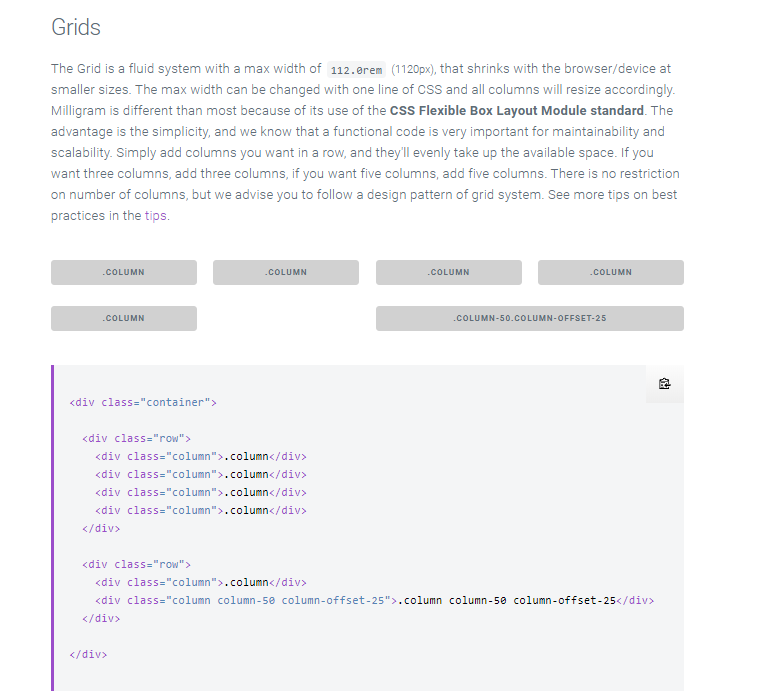 Grids
The Grid is a fluid system with a max width of 112.0rem (1120px), that shrinks with the browser/device at
smaller sizes. The max width can be changed with one line of CSS and all columns will resize accordingly.
Milligram is different than most because of its use of the CSS Flexible Box Layout Module standard. The
advantage is the simplicity, and we know that a functional code is very important for maintainability and
scalability. Simply add columns you want in a row, and they'll evenly take up the available space. If you
want three columns, add three columns, if you want five columns, add five columns. There is no restriction
on number of columns, but we advise you to follow a design pattern of grid system. See more tips on best
practices in the tips.
.COLUMN .COLUMN .COLUMN .COLUMN
.COLUMN .COLUMN-50.COLUMN-OFFSET-25
<div class="container">
<div class="row">
<div class="column">.column</div>
<div class="column">.column</div>
<div class="column">.column</div>
<div class="column">.column</div>
</div>
<div class="row">
<div class="column">.column</div>
<div class="column column-50 column-offset-25">.column column-50 column-offset-25</div>
</div>
</div>